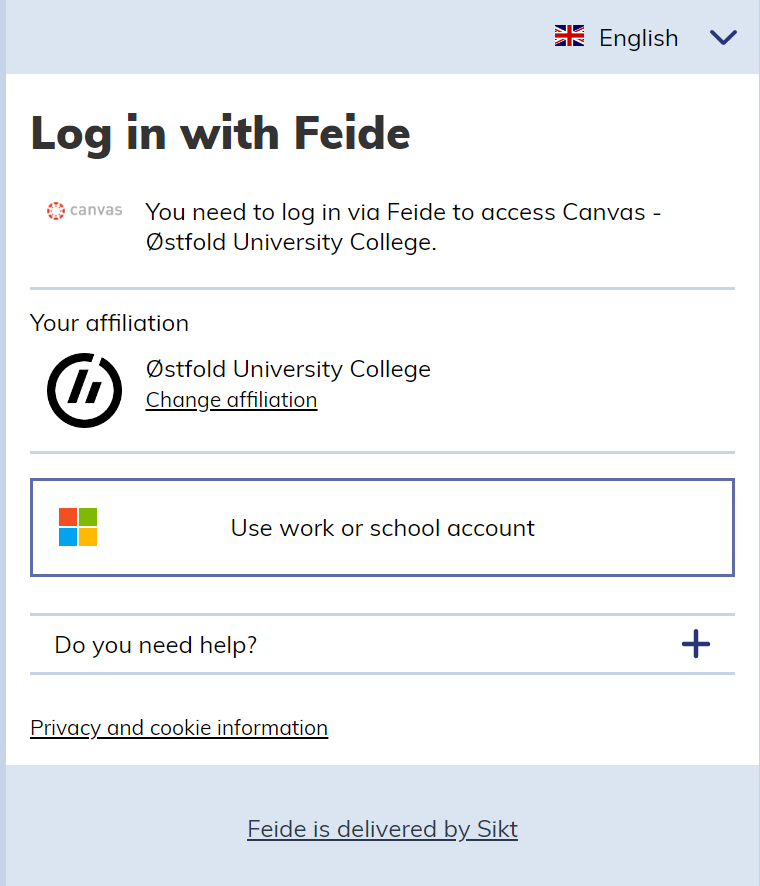 English
Log in with Feide
canvas
You need to log in via Feide to access Canvas -
Østfold University College.
Your affiliation
Østfold University College
Change affiliation
Use work or school account
Do you need help?
Privacy and cookie information
Feide is delivered by Sikt